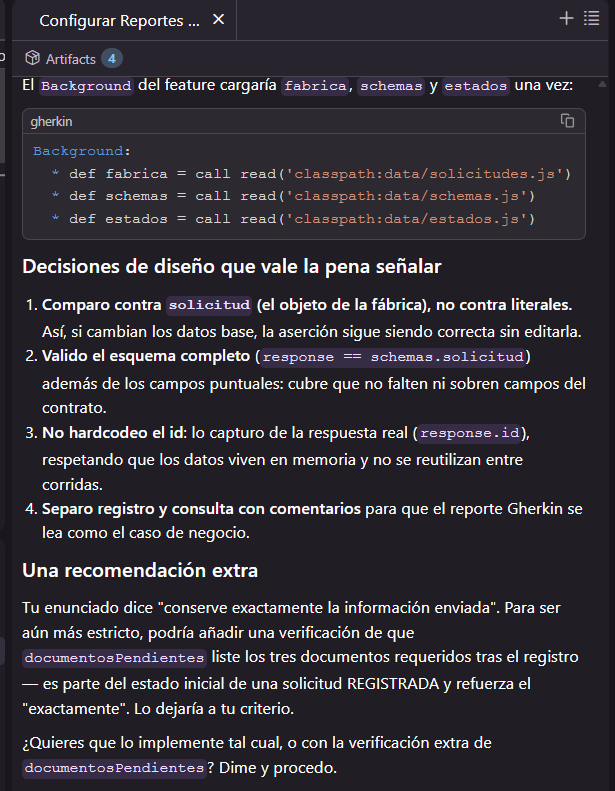 Configurar Reportes ... ×
Artifacts 4
El Background del feature cargaría fabrica, schemas y estados una vez:
gherkin
Background:
* def fabrica = call read('classpath:data/solicitudes.js')
* def schemas = call read('classpath:data/schemas.js')
* def estados = call read('classpath:data/estados.js')
Decisiones de diseño que vale la pena señalar
1. Comparo contra solicitud (el objeto de la fábrica), no contra literales.
Así, si cambian los datos base, la aserción sigue siendo correcta sin editarla.
2. Valido el esquema completo (response == schemas.solicitud)
además de los campos puntuales: cubre que no falten ni sobren campos del
contrato.
3. No hardcodeo el id: lo capturo de la respuesta real (response.id),
respetando que los datos viven en memoria y no se reutilizan entre
corridas.
4. Separo registro y consulta con comentarios para que el reporte Gherkin se
lea como el caso de negocio.
Una recomendación extra
Tu enunciado dice "conserve exactamente la información enviada". Para ser
aún más estricto, podría añadir una verificación de que
documentosPendientes liste los tres documentos requeridos tras el registro
— es parte del estado inicial de una solicitud REGISTRADA y refuerza el
"exactamente". Lo dejaría a tu criterio.
¿Quieres que lo implemente tal cual, o con la verificación extra de
documentosPendientes? Dime y procedo.